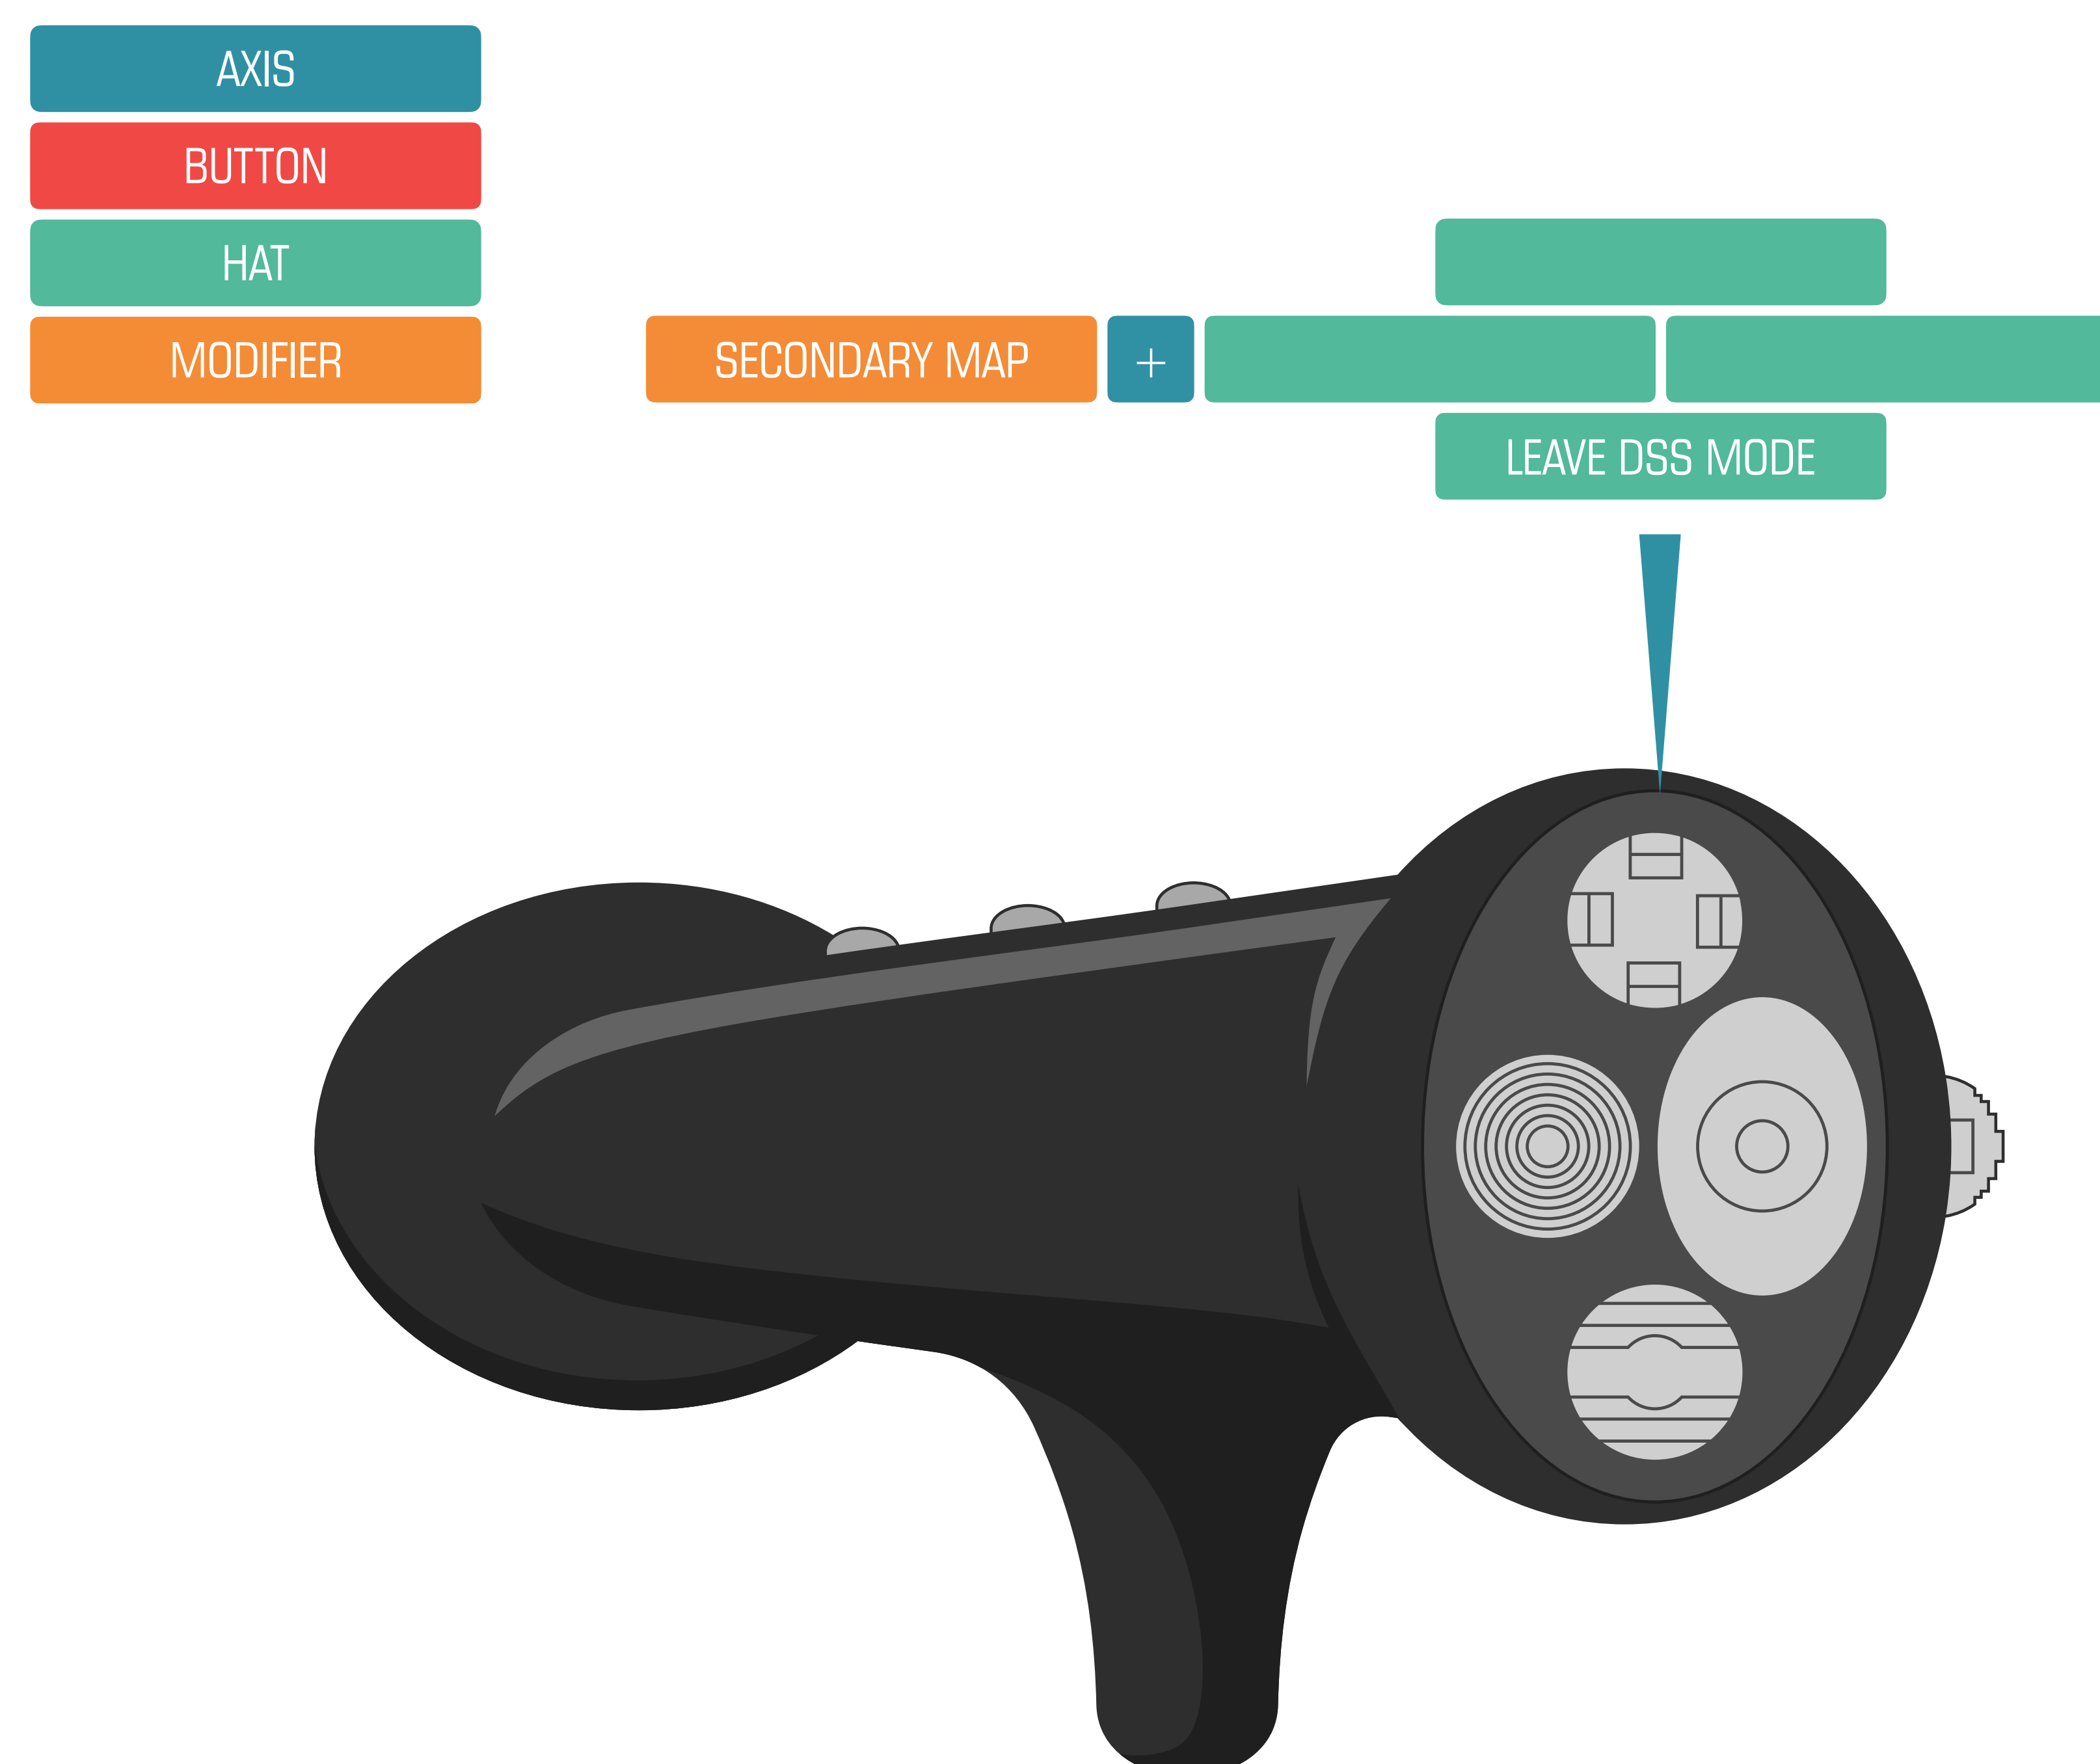 AXIS
BUTTON
HAT
MODIFIER
SECONDARY MAP +
LEAVE DSS MODE